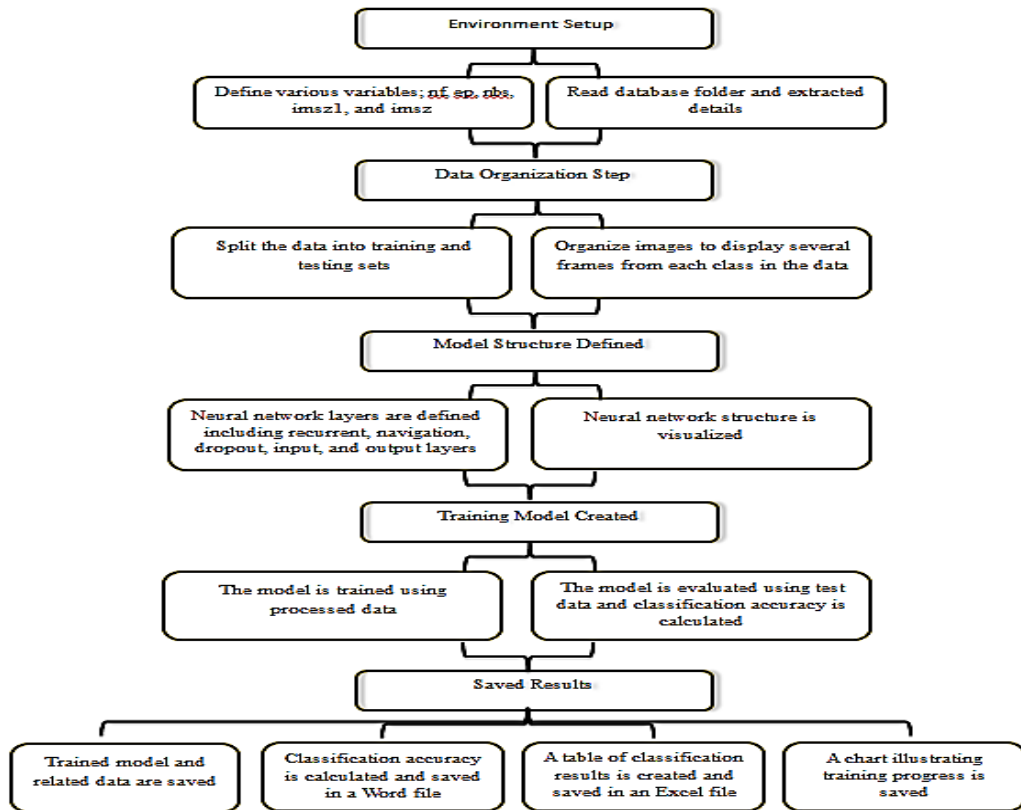 Environment Setup
Define various variables; nf ep, nbs,
imsz1, and imsz
Read database folder and extracted
details
Data Organization Step
Split the data into training and
testing sets
Organize images to display several
frames from each class in the data
Model Structure Defined
Neural network layers are defined
including recurrent, navigation,
dropout, input, and output layers
Neural network structure is
visualized
Training Model Created
The model is trained using
processed data
The model is evaluated using test
data and classification accuracy is
calculated
Saved Results
Trained model and
related data are saved
Classification accuracy
is calculated and saved
in a Word file
A table of classification
results is created and
saved in an Excel file
A chart illustrating
training progress is
saved